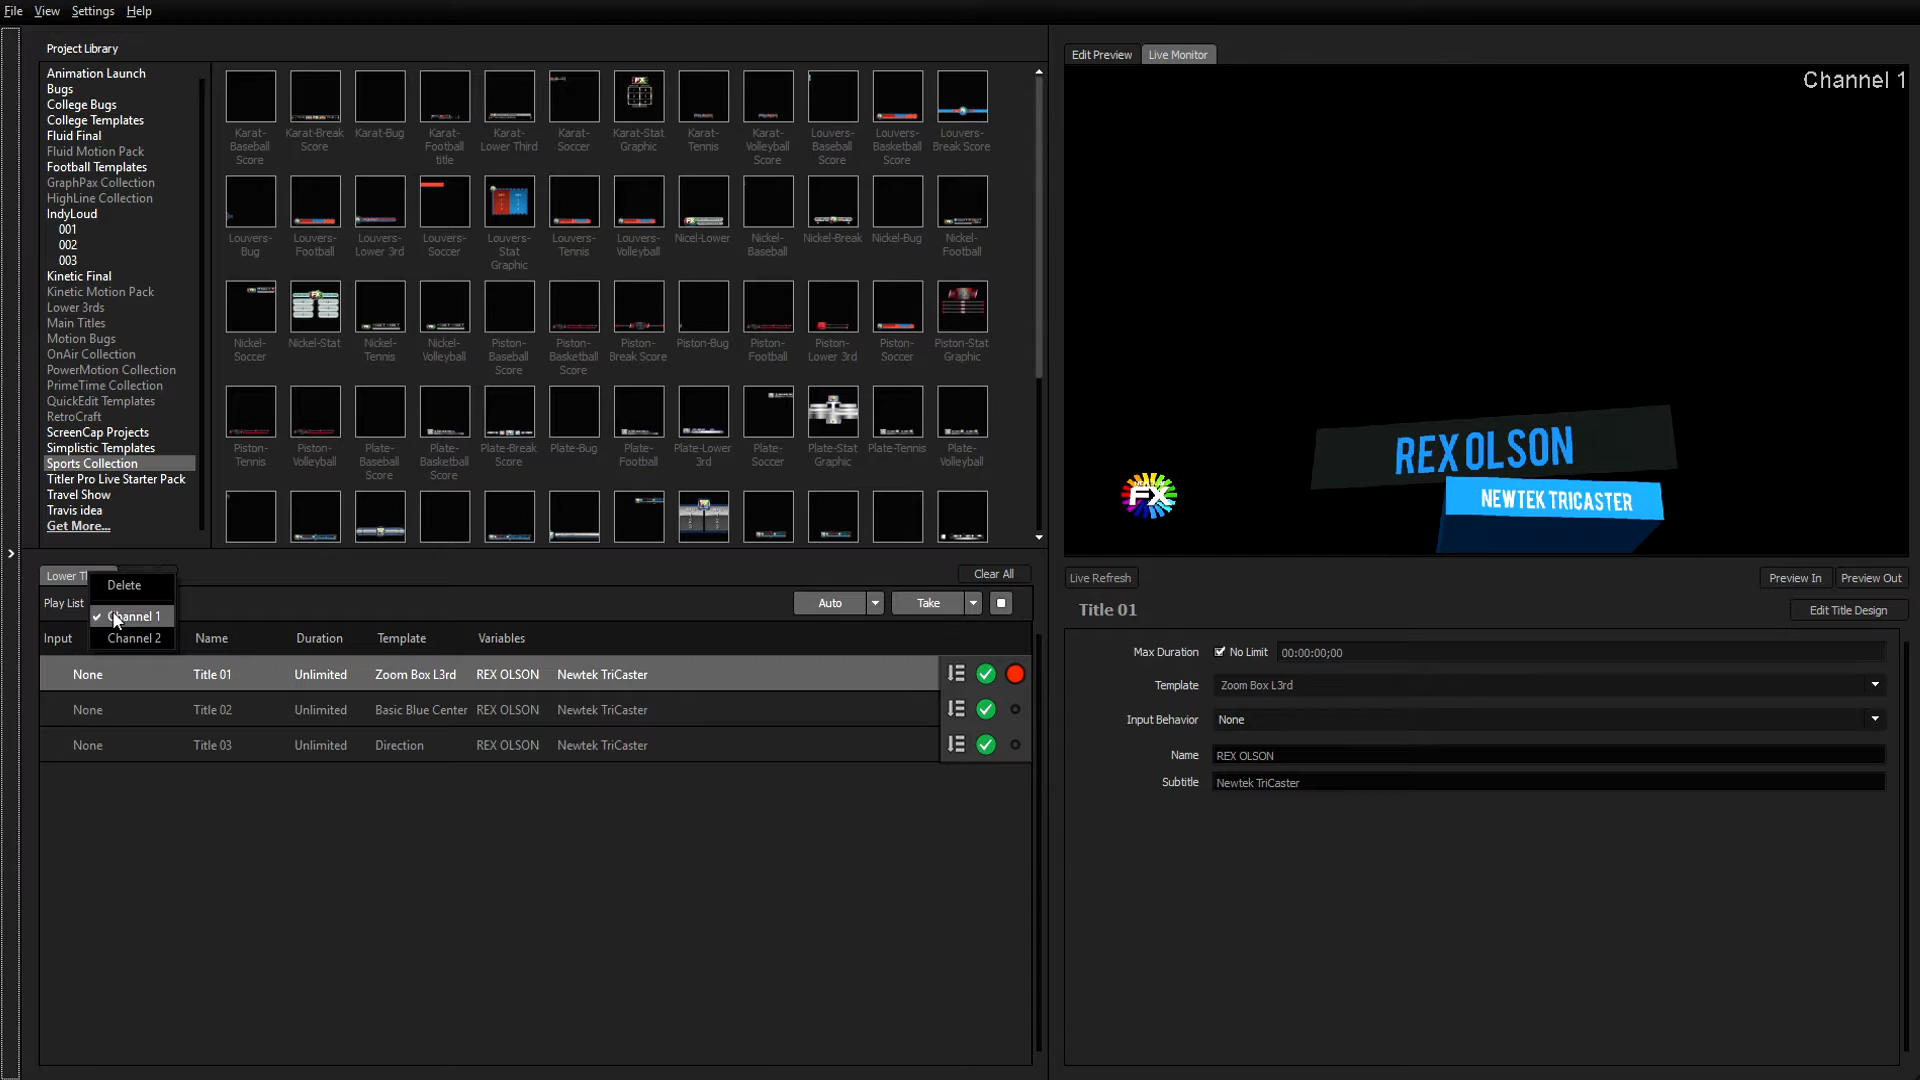 File View Settings Help
Project Library
Animation Launch
Bugs
College Bugs
College Templates
Fluid Final
Fluid Motion Pack
Football Templates
GraphPax Collection
HighLine Collection
IndyLoud
001
002
003
Kinetic Final
Kinetic Motion Pack
Lower 3rds
Main Titles
Motion Bugs
OnAir Collection
PowerMotion Collection
PrimeTime Collection
QuickEdit Templates
RetroCraft
ScreenCap Projects
Simplistic Templates
Sports Collection
Titler Pro Live Starter Pack
Travel Show
Travis idea
Get More...
Karat-Baseball Score
Karat-Break Score
Karat-Bug
Karat-Football title
Karat-Lower Third
Karat-Soccer
Karat-Stat Graphic
Karat-Tennis
Karat-Volleyball Score
Louvers-Baseball Score
Louvers-Basketball Score
Louvers-Break Score
Louvers-Bug
Louvers-Football
Louvers-Lower 3rd
Louvers-Soccer
Louvers-Stat Graphic
Louvers-Tennis
Louvers-Volleyball
Nicel-Lower
Nickel-Baseball
Nickel-Break
Nickel-Bug
Nickel-Football
Nickel-Soccer
Nickel-Stat
Nickel-Tennis
Nickel-Volleyball
Piston-Baseball Score
Piston-Basketball Score
Piston-Break Score
Piston-Bug
Piston-Football
Piston-Lower 3rd
Piston-Soccer
Piston-Stat Graphic
Piston-Tennis
Piston-Volleyball
Plate-Baseball Score
Plate-Basketball Score
Plate-Break Score
Plate-Bug
Plate-Football
Plate-Lower 3rd
Plate-Soccer
Plate-Stat Graphic
Plate-Tennis
Plate-Volleyball
Edit Preview Live Monitor
Channel 1
REX OLSON
NEWTEK TRICASTER
FX
Live Refresh Preview In Preview Out
Title 01 Edit Title Design
Max Duration No Limit 00:00:00;00
Template Zoom Box L3rd
Input Behavior None
Name REX OLSON
Subtitle Newtek TriCaster
Lower Th
Clear All
Delete
Channel 1
Channel 2
Play List Auto Take
Input Name Duration Template Variables
None Title 01 Unlimited Zoom Box L3rd REX OLSON Newtek TriCaster
None Title 02 Unlimited Basic Blue Center REX OLSON Newtek TriCaster
None Title 03 Unlimited Direction REX OLSON Newtek TriCaster